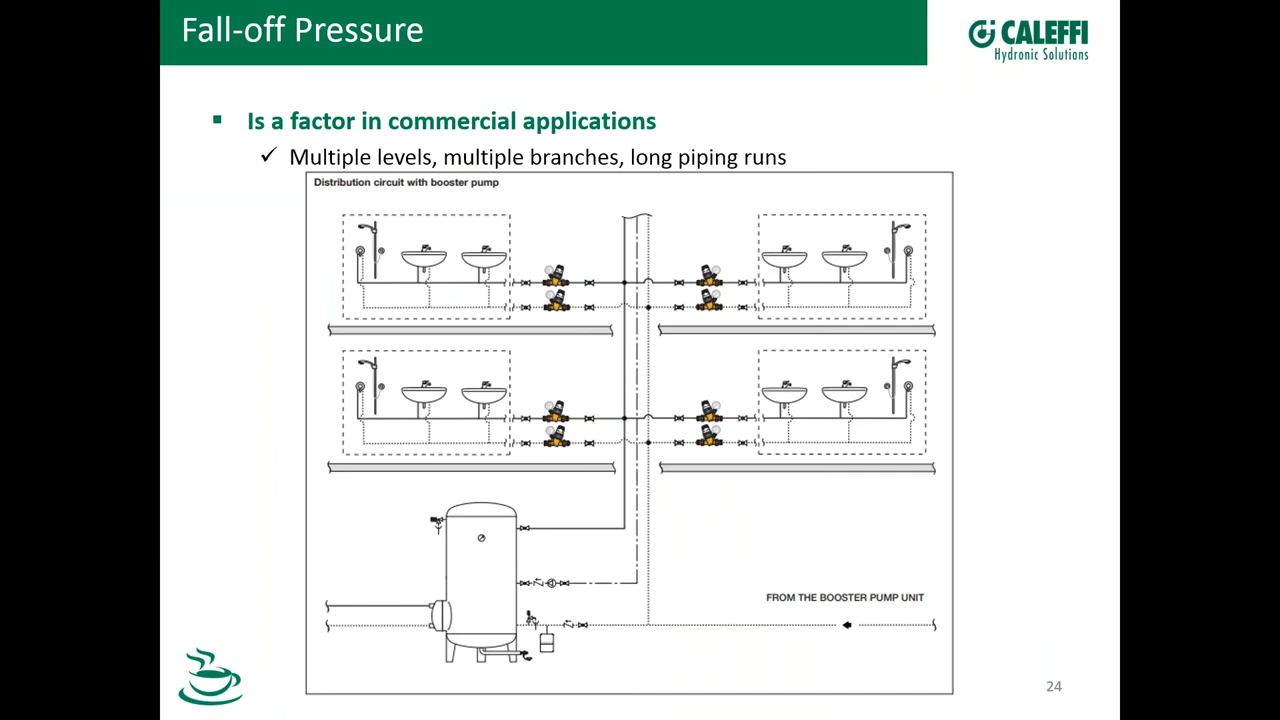 Fall-off Pressure
CALEFFI
Hydronic Solutions
▪ Is a factor in commercial applications
✓ Multiple levels, multiple branches, long piping runs
Distribution circuit with booster pump
FROM THE BOOSTER PUMP UNIT
24